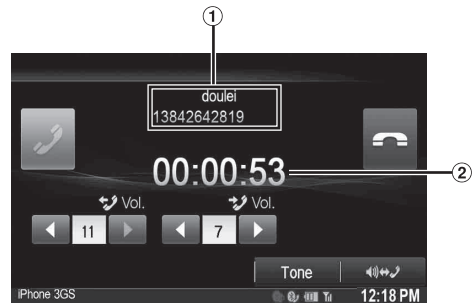 1
doulei
13842642819
00:00:53
2
Vol.
Vol.
11
7
Tone
iPhone 3GS
12:18 PM